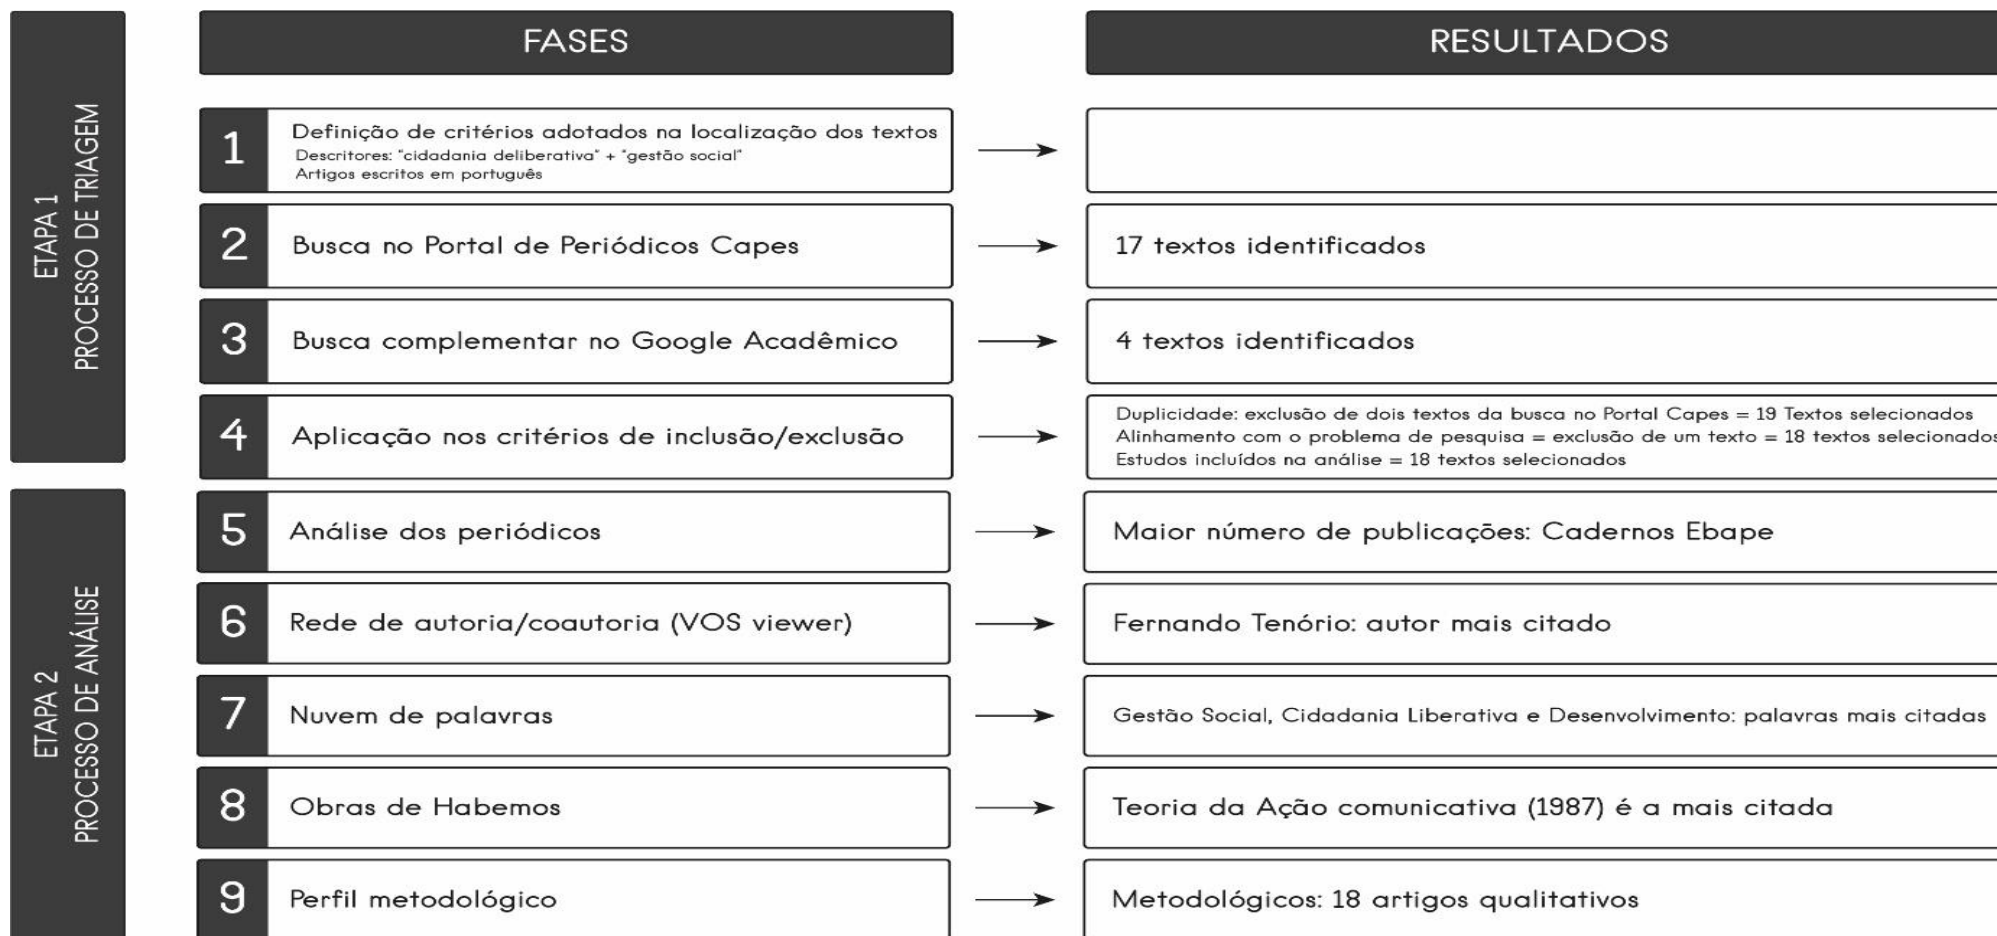 FASES
RESULTADOS
ETAPA 1
PROCESSO DE TRIAGEM
1
Definição de critérios adotados na localização dos textos
Descritores: "cidadania deliberativa" + "gestão social"
Artigos escritos em português
2
Busca no Portal de Periódicos Capes
17 textos identificados
3
Busca complementar no Google Acadêmico
4 textos identificados
4
Aplicação nos critérios de inclusão/exclusão
Duplicidade: exclusão de dois textos da busca no Portal Capes = 19 Textos selecionados
Alinhamento com o problema de pesquisa = exclusão de um texto = 18 textos selecionados
Estudos incluídos na análise = 18 textos selecionados
ETAPA 2
PROCESSO DE ANÁLISE
5
Análise dos periódicos
Maior número de publicações: Cadernos Ebape
6
Rede de autoria/coautoria (VOS viewer)
Fernando Tenório: autor mais citado
7
Nuvem de palavras
Gestão Social, Cidadania Liberativa e Desenvolvimento: palavras mais citadas
8
Obras de Habemos
Teoria da Ação comunicativa (1987) é a mais citada
9
Perfil metodológico
Metodológicos: 18 artigos qualitativos